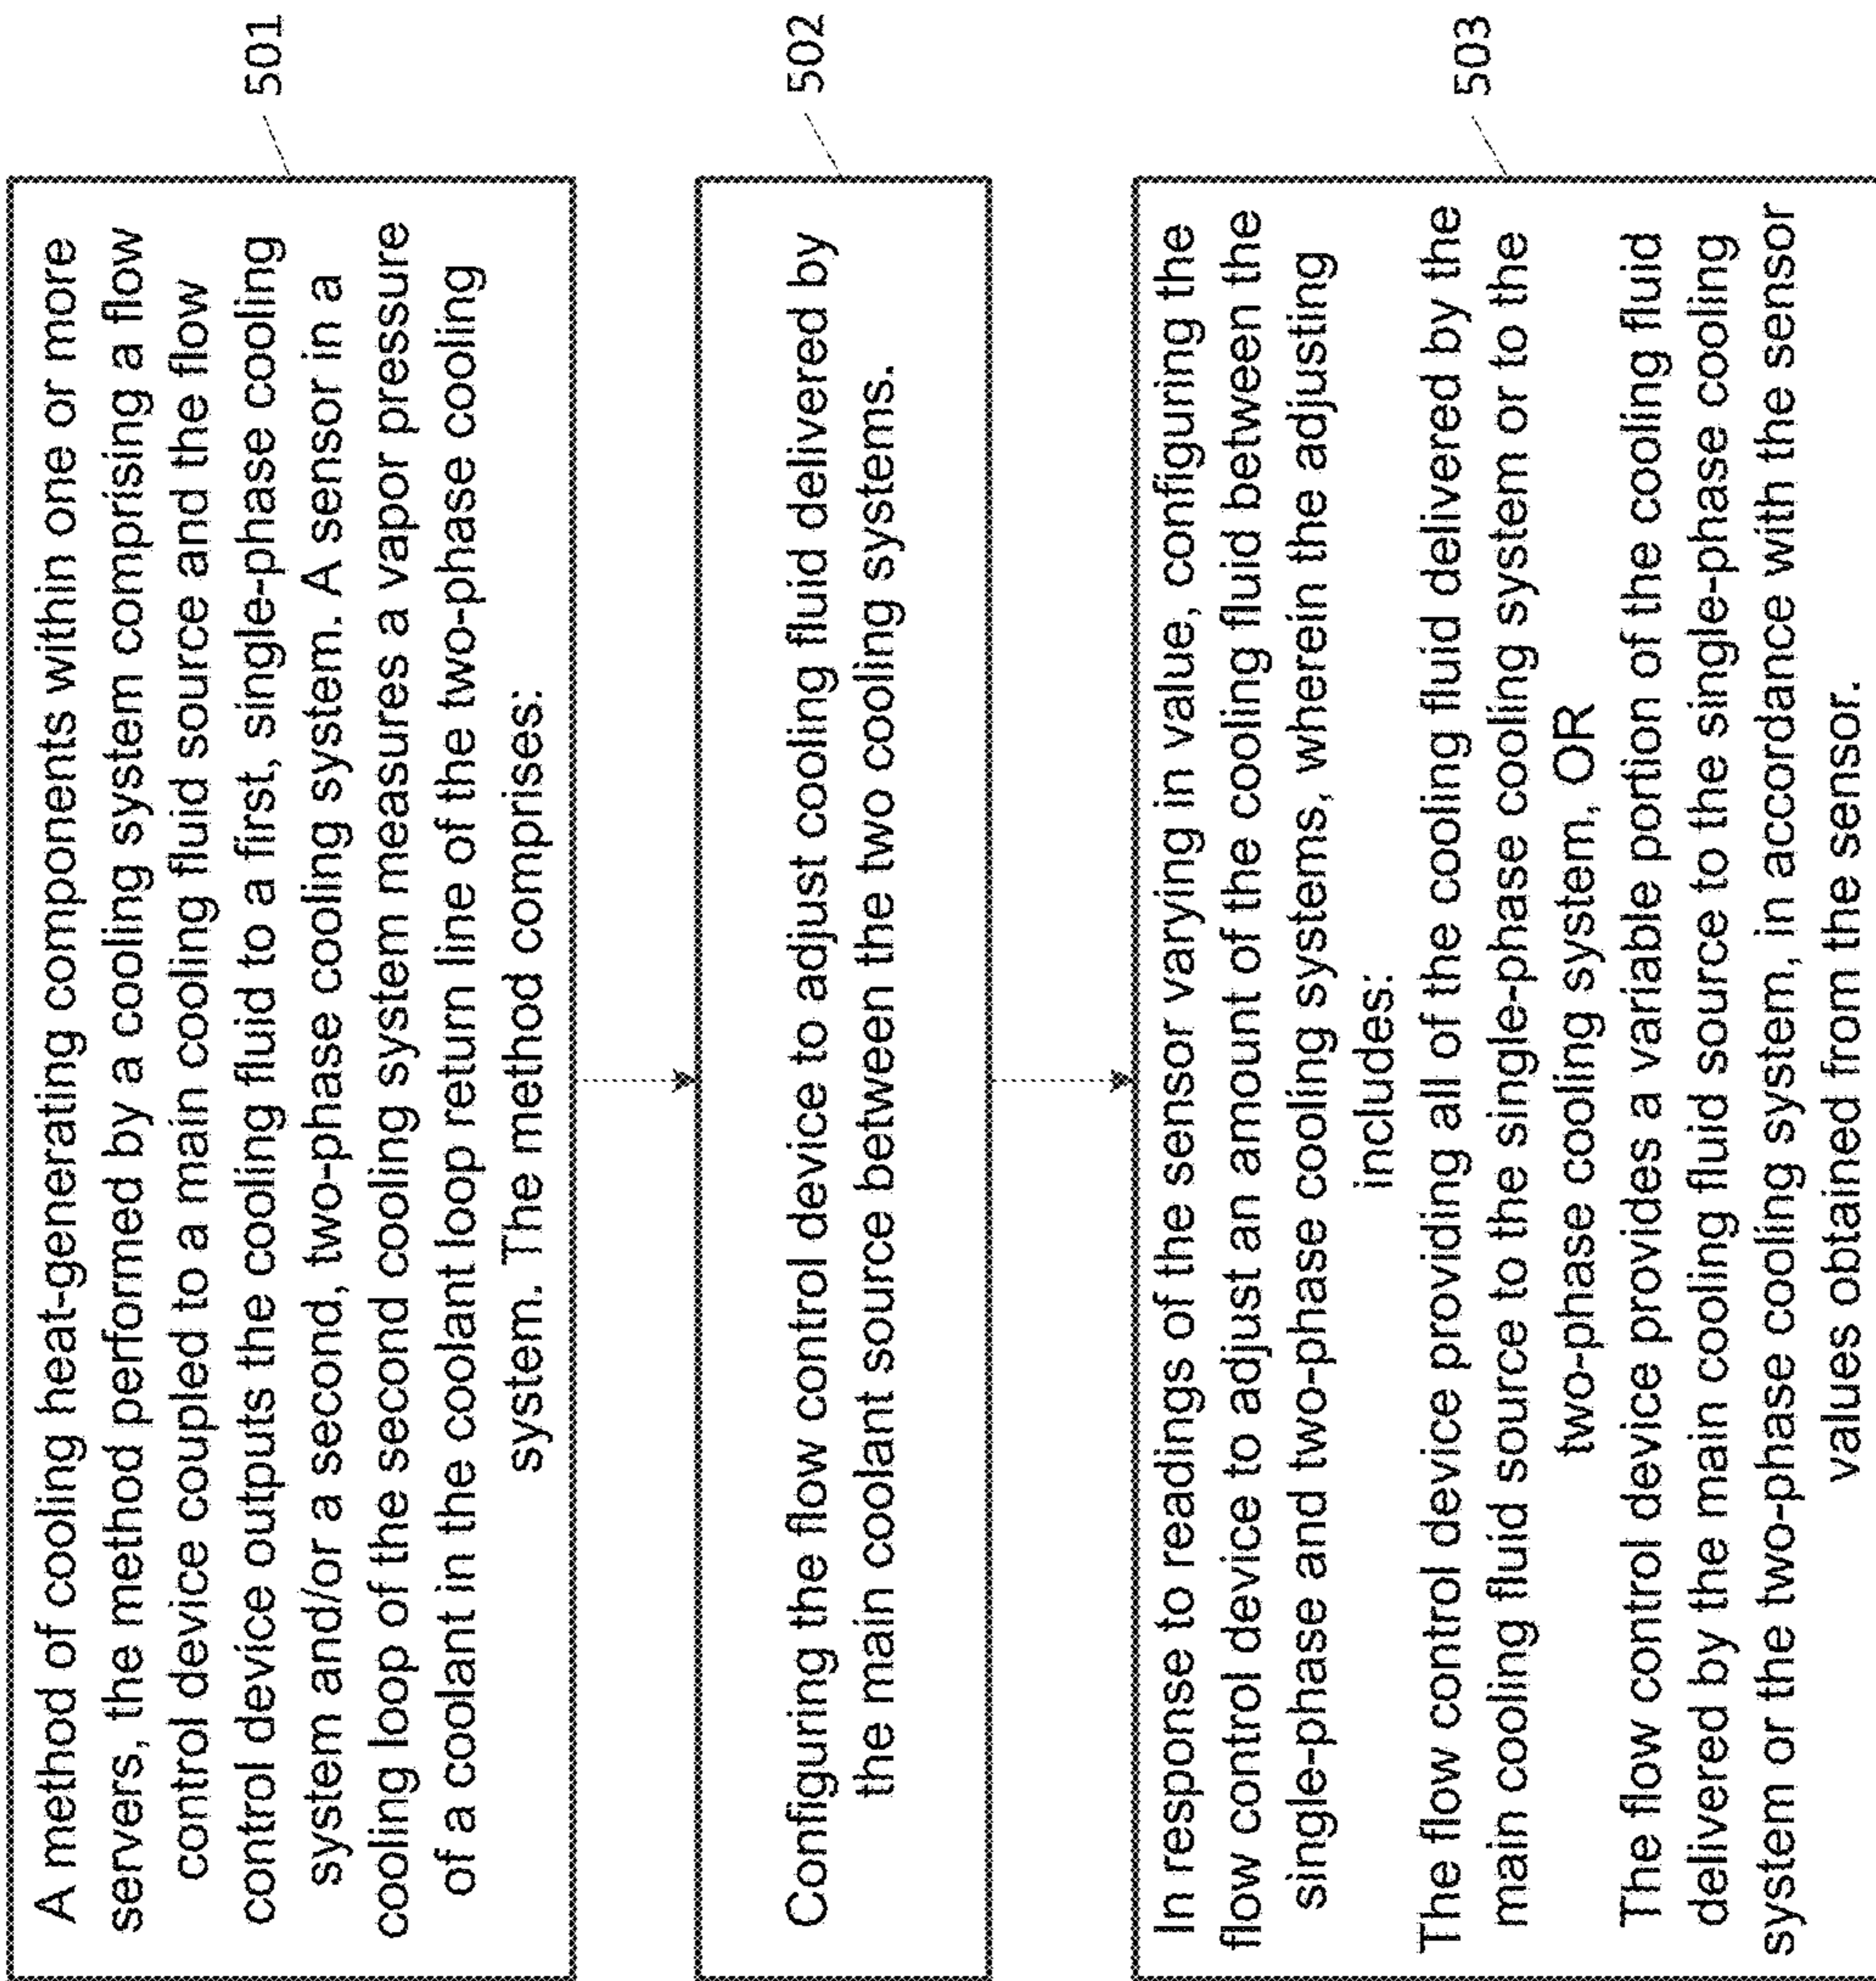 A method of cooling heat-generating components within one or more
servers, the method performed by a cooling system comprising a flow
control device coupled to a main cooling fluid source and the flow
control device outputs the cooling fluid to a first, single-phase cooling
system and/or a second, two-phase cooling system. A sensor in a
cooling loop of the second cooling system measures a vapor pressure
of a coolant in the coolant loop return line of the two-phase cooling
system. The method comprises:
501
Configuring the flow control device to adjust cooling fluid delivered by
the main coolant source between the two cooling systems.
502
In response to readings of the sensor varying in value, configuring the
flow control device to adjust an amount of the cooling fluid between the
single-phase and two-phase cooling systems, wherein the adjusting
includes:
The flow control device providing all of the cooling fluid delivered by the
main cooling fluid source to the single-phase cooling system or to the
two-phase cooling system, OR
The flow control device provides a variable portion of the cooling fluid
delivered by the main cooling fluid source to the single-phase cooling
system or the two-phase cooling system, in accordance with the sensor
values obtained from the sensor.
503